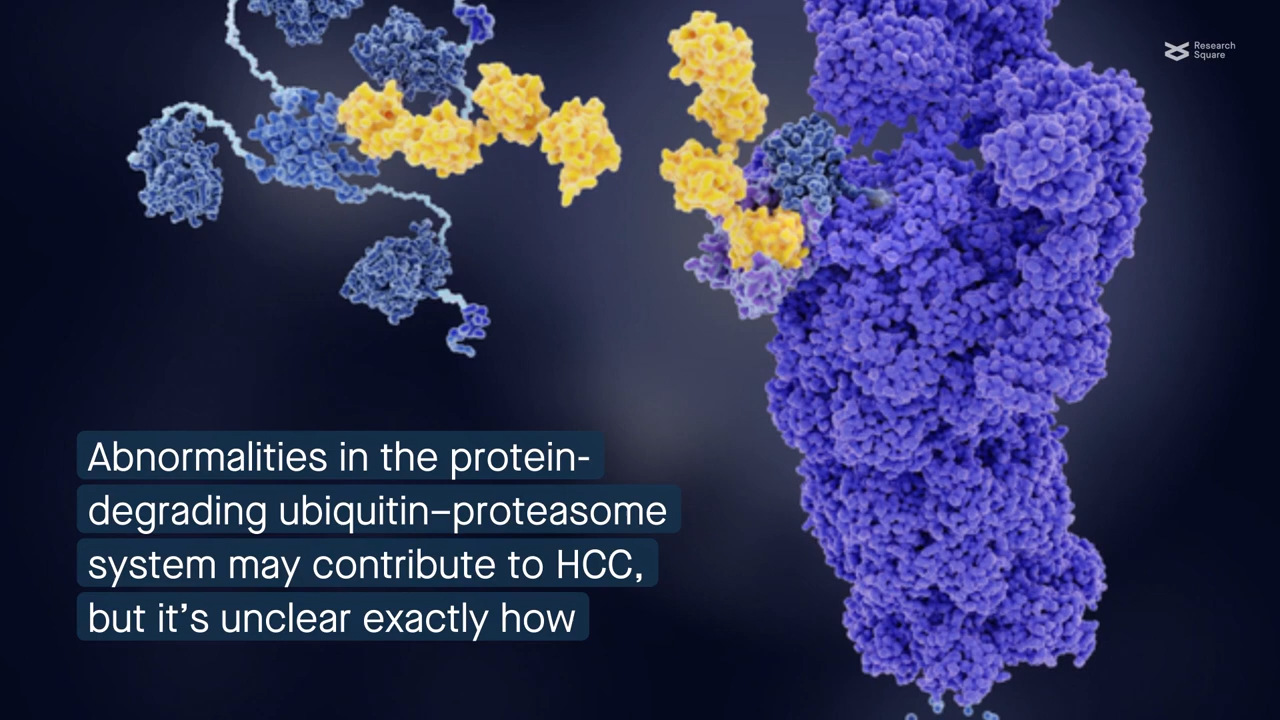 Research
Square
Abnormalities in the protein-
degrading ubiquitin–proteasome
system may contribute to HCC,
but it’s unclear exactly how